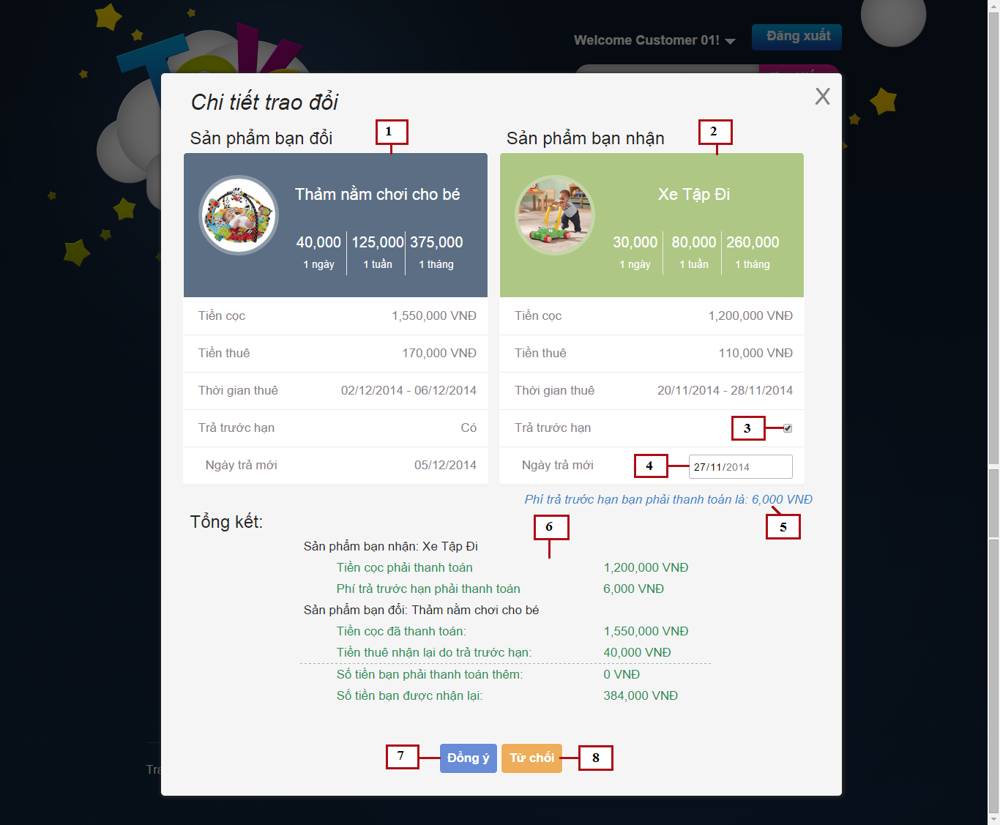 Welcome Customer 01!
Đăng xuất
Chi tiết trao đổi
X
Sản phẩm bạn đổi
1
Sản phẩm bạn nhận
2
Thảm nằm chơi cho bé
40,000 125,000 375,000
1 ngày 1 tuần 1 tháng
Xe Tập Đi
30,000 80,000 260,000
1 ngày 1 tuần 1 tháng
Tiền cọc 1,550,000 VNĐ
Tiền thuê 170,000 VNĐ
Thời gian thuê 02/12/2014 - 06/12/2014
Trả trước hạn Có
Ngày trả mới 05/12/2014
Tiền cọc 1,200,000 VNĐ
Tiền thuê 110,000 VNĐ
Thời gian thuê 20/11/2014 - 28/11/2014
Trả trước hạn 3
Ngày trả mới 4 27/11/2014
Phí trả trước hạn bạn phải thanh toán là: 6,000 VNĐ
5
Tổng kết:
6
Sản phẩm bạn nhận: Xe Tập Đi
Tiền cọc phải thanh toán 1,200,000 VNĐ
Phí trả trước hạn phải thanh toán 6,000 VNĐ
Sản phẩm bạn đổi: Thảm nằm chơi cho bé
Tiền cọc đã thanh toán: 1,550,000 VNĐ
Tiền thuê nhận lại do trả trước hạn: 40,000 VNĐ
Số tiền bạn phải thanh toán thêm: 0 VNĐ
Số tiền bạn được nhận lại: 384,000 VNĐ
7 Đồng ý Từ chối 8